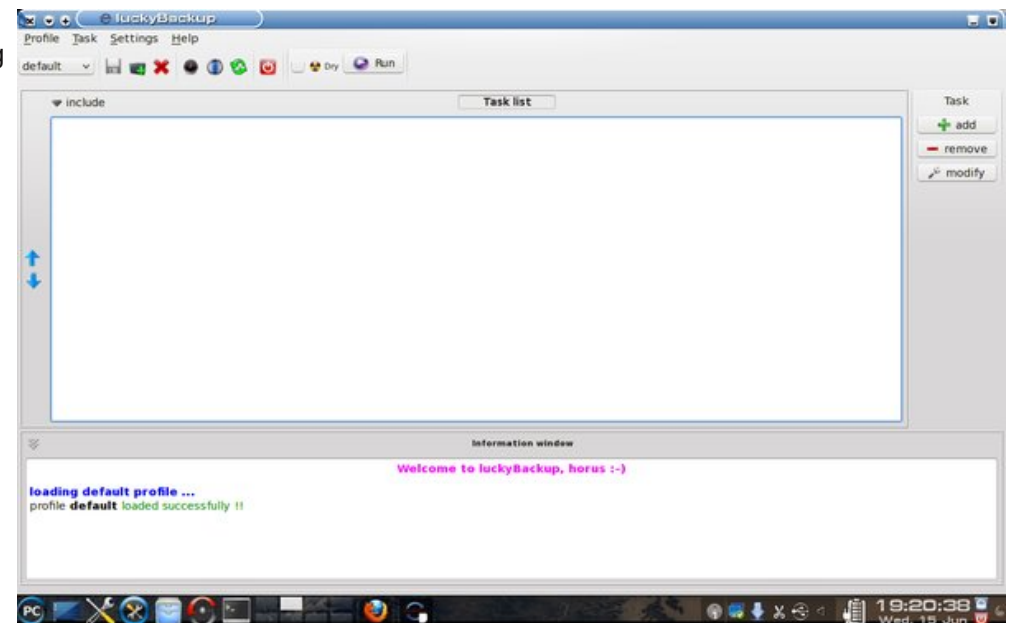 luckyBackup
Profile Task Settings Help
g
default Dry Run
include Task list Task
add
remove
modify
Information window
Welcome to luckyBackup, horus :-)
loading default profile ...
profile default loaded successfully !!
PC 19:20:38
Wed, 15 Jun